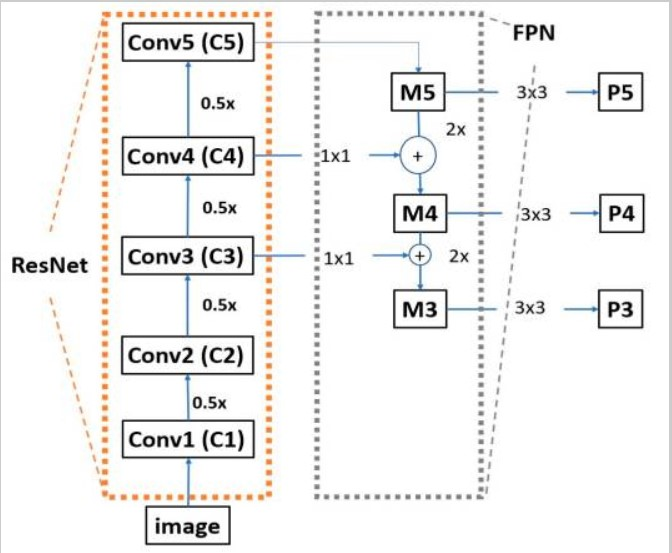 Conv5 (C5)
FPN
M5
3x3
P5
0.5x
2x
Conv4 (C4)
1x1
+
0.5x
M4
3x3
P4
ResNet
Conv3 (C3)
1x1
+
2x
0.5x
M3
3x3
P3
Conv2 (C2)
0.5x
Conv1 (C1)
image